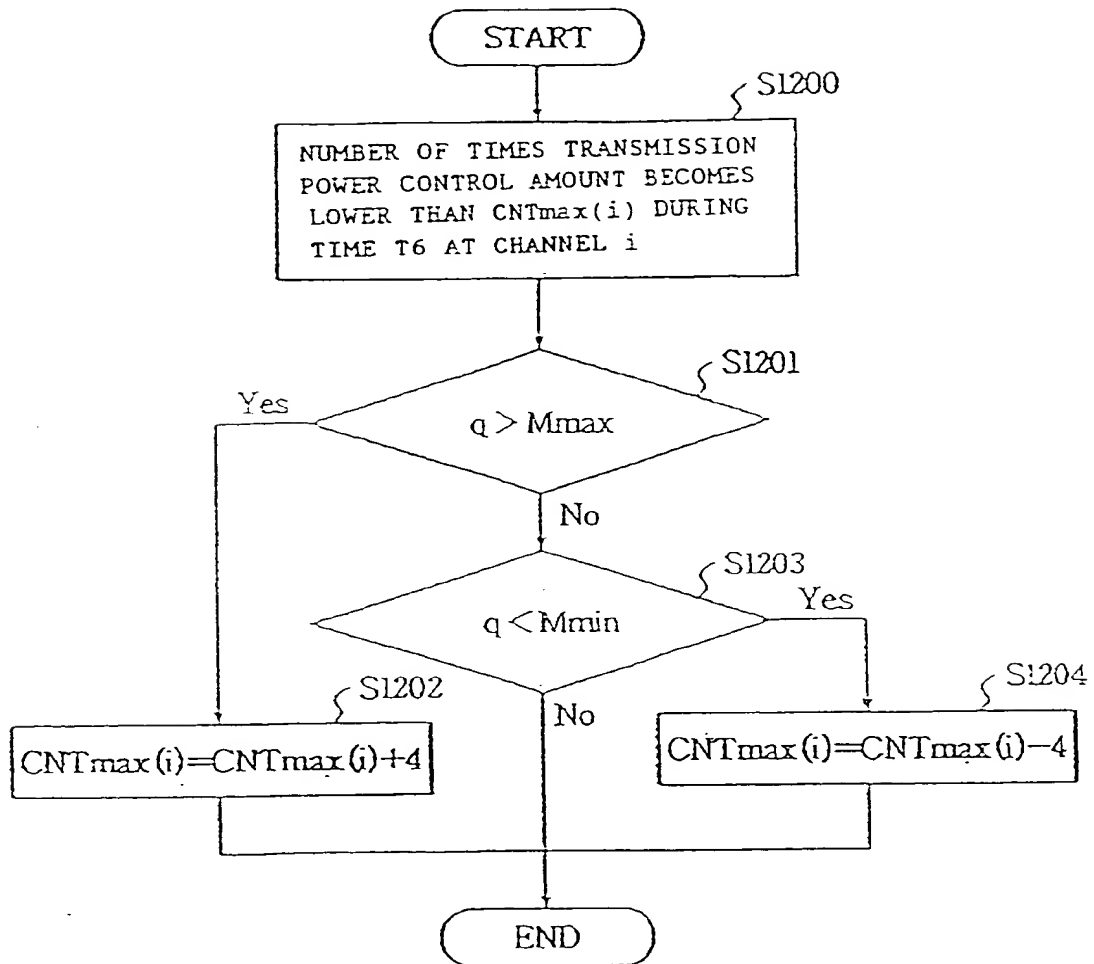 START
S1200
NUMBER OF TIMES TRANSMISSION
POWER CONTROL AMOUNT BECOMES
LOWER THAN CNTmax(i) DURING
TIME T6 AT CHANNEL i
S1201
Yes
q > Mmax
No
S1203
q < Mmin
Yes
S1202
No
S1204
CNTmax(i)=CNTmax(i)+4
CNTmax(i)=CNTmax(i)−4
END